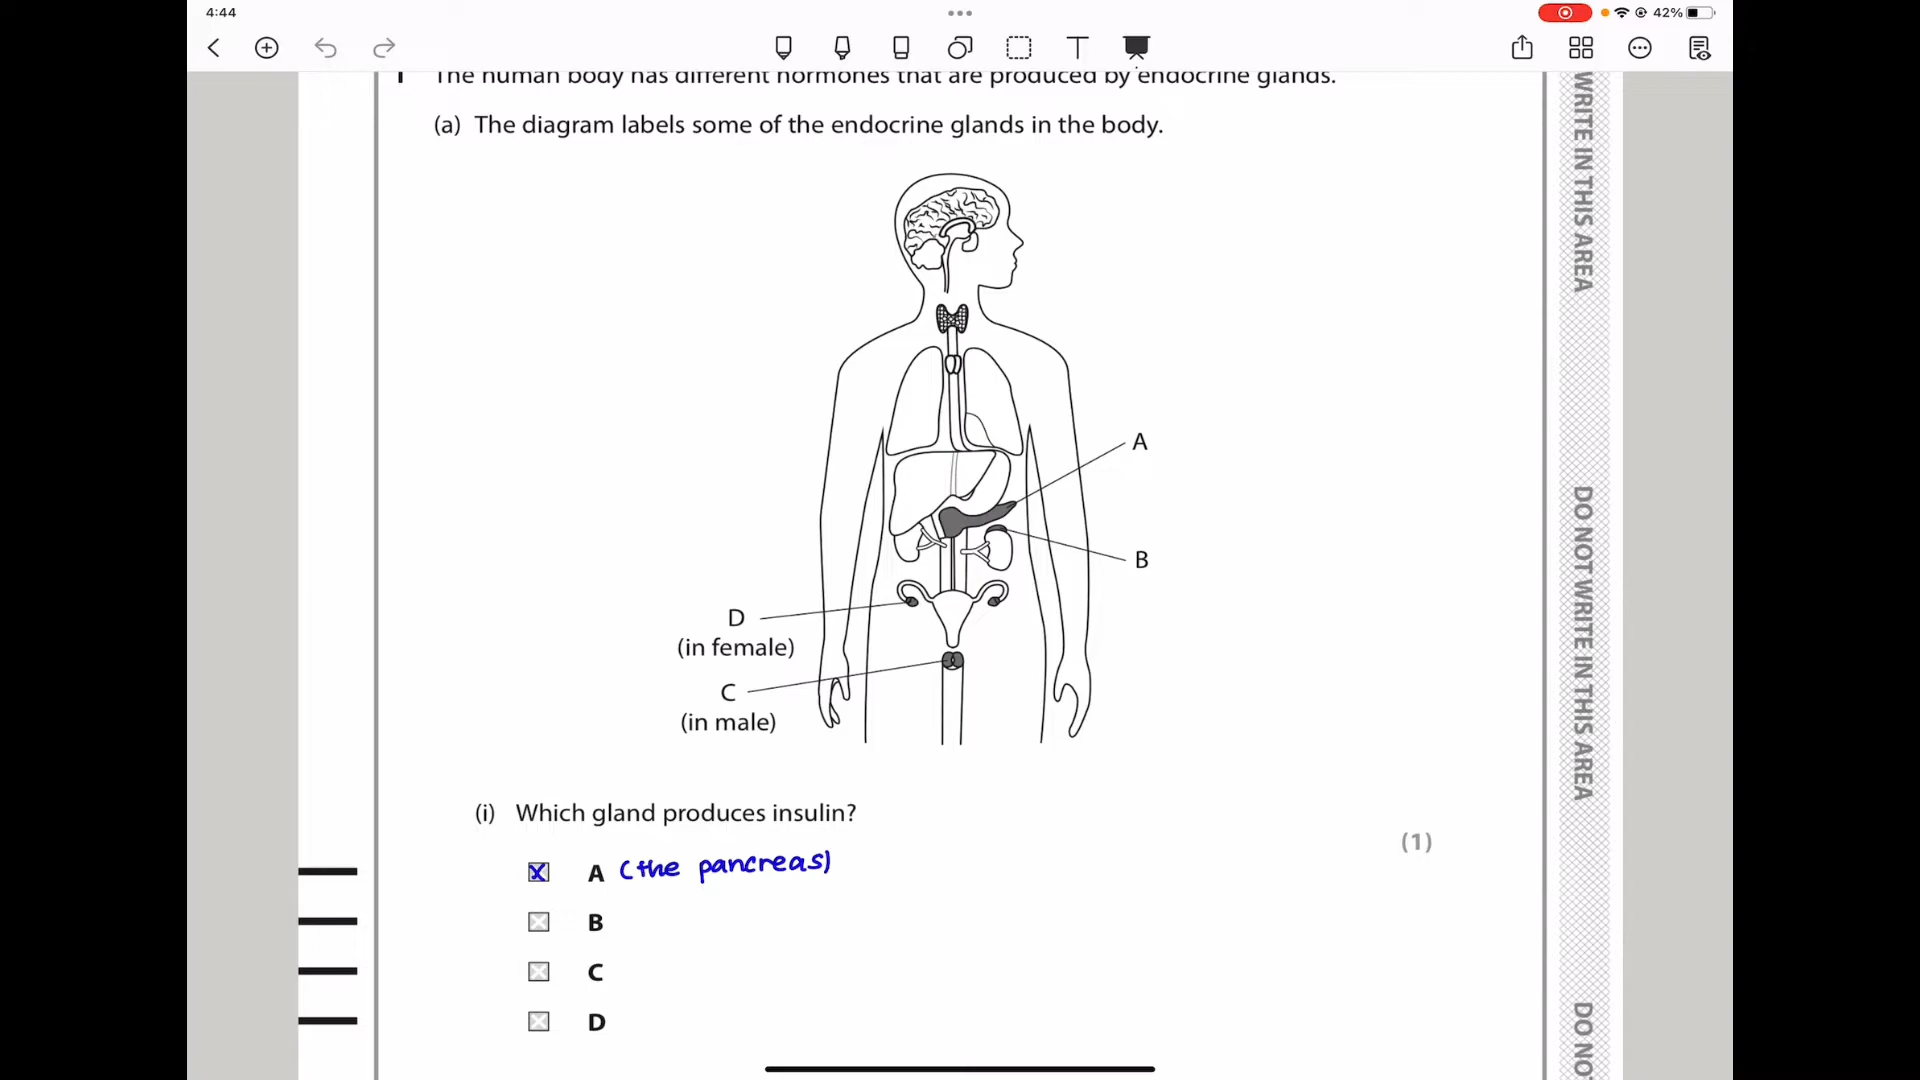 4:44
42%
1 The human body has different hormones that are produced by endocrine glands.
(a) The diagram labels some of the endocrine glands in the body.
A
B
D
(in female)
C
(in male)
(i) Which gland produces insulin?
(1)
A (the pancreas)
B
C
D
WRITE IN THIS AREA
DO NOT WRITE IN THIS AREA
DO NO